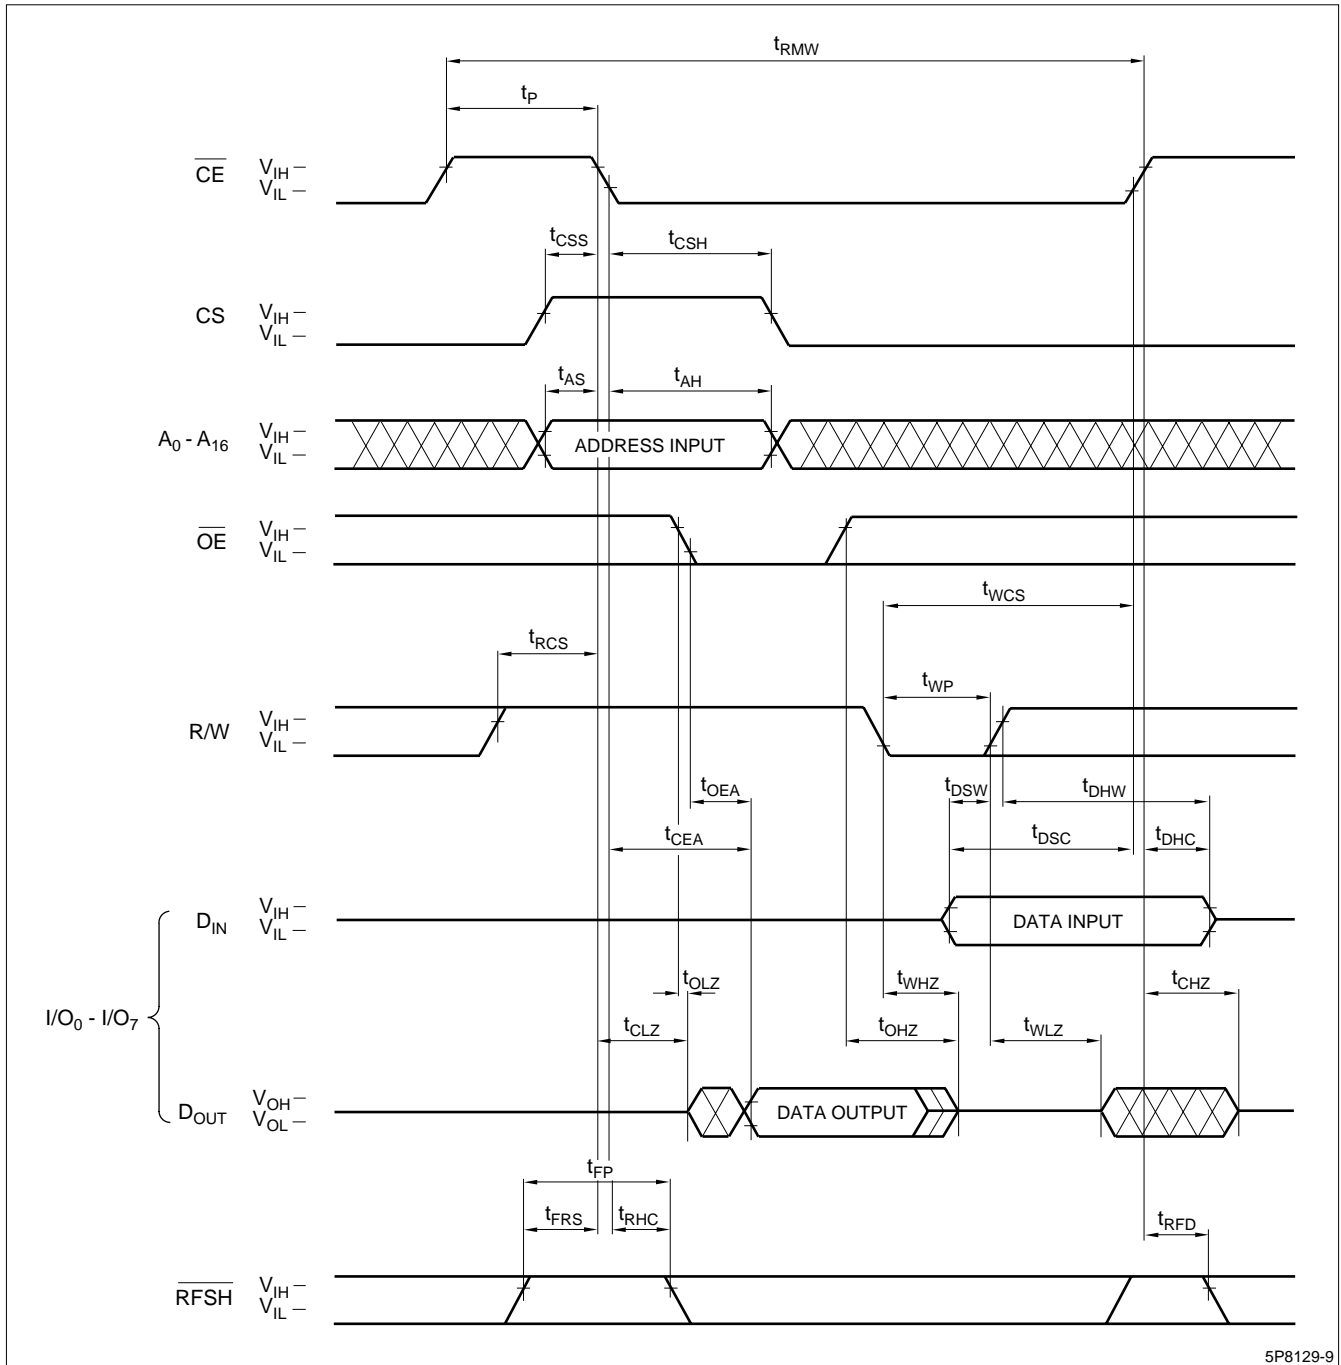 tRMW
tP
CE VIH
VIL
tCSS tCSH
CS VIH
VIL
tAS tAH
A0 - A16 VIH
VIL
ADDRESS INPUT
OE VIH
VIL
tWCS
tRCS
tWP
R/W VIH
VIL
tOEA tDSW tDHW
tCEA tDSC tDHC
DIN VIH
VIL
DATA INPUT
tOLZ tWHZ tCHZ
I/O0 - I/O7
tCLZ tOHZ tWLZ
DOUT VOH
VOL
DATA OUTPUT
tFP
tFRS tRHC tRFD
RFSH VIH
VIL
5P8129-9